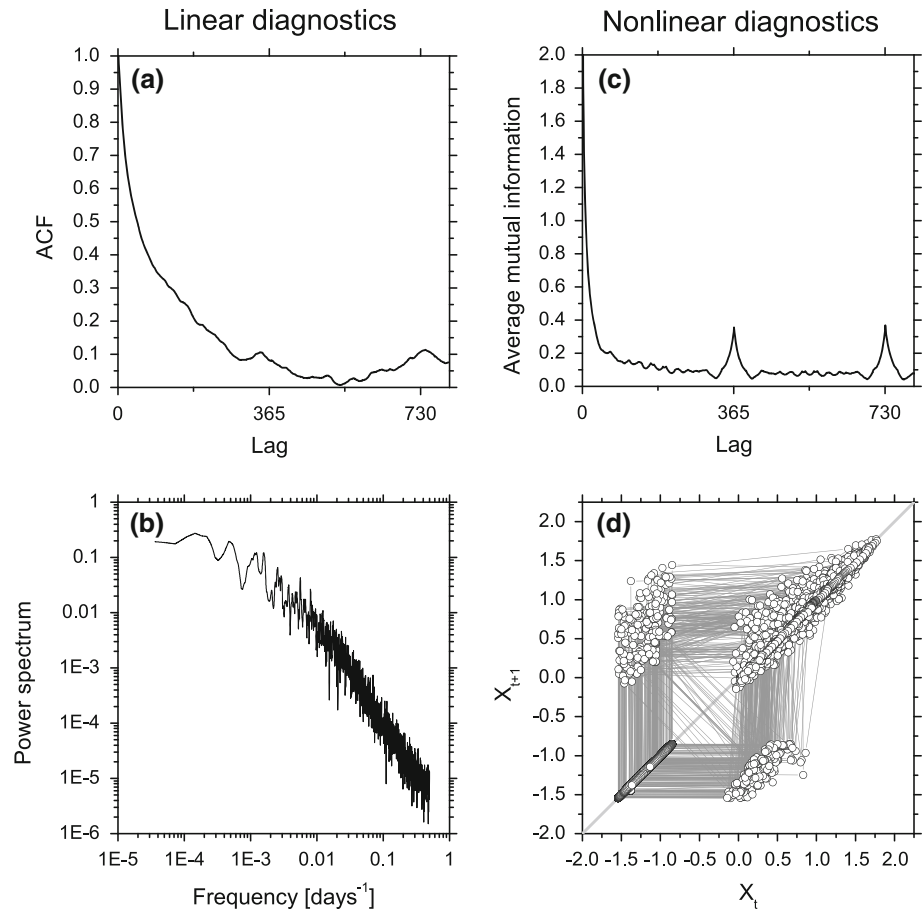 Linear diagnostics
Nonlinear diagnostics
(a)
1.0
0.9
0.8
0.7
0.6
0.5
0.4
0.3
0.2
0.1
0.0
ACF
0 365 730
Lag
(c)
2.0
1.8
1.6
1.4
1.2
1.0
0.8
0.6
0.4
0.2
0.0
Average mutual information
0 365 730
Lag
(b)
1
0.1
0.01
1E-3
1E-4
1E-5
1E-6
Power spectrum
1E-5 1E-4 1E-3 0.01 0.1 1
Frequency [days⁻¹]
(d)
2.0
1.5
1.0
0.5
0.0
-0.5
-1.0
-1.5
-2.0
X_{t+1}
-2.0 -1.5 -1.0 -0.5 0.0 0.5 1.0 1.5 2.0
X_t